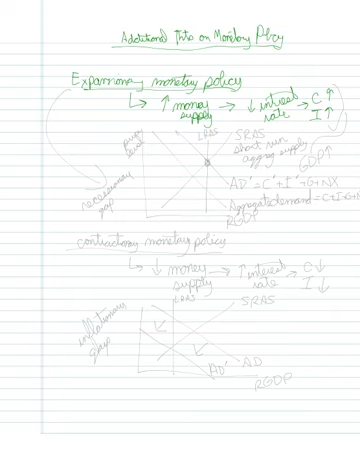 Additional Info on Monetary Policy
Expansionary monetary policy
↳ ↑ money supply → ↓ interest rate → C↑ I↑
price level
LRAS
SRAS
short run aggreg supply
GDP↑
recessionary gap
AD' = C' + I' + G + NX
Aggregate demand = C+I+G+N
RGDP
contractionary monetary policy
↳ ↓ money supply → ↑ interest rate → C↓ I↓
LRAS
SRAS
inflationary gap
AD
AD'
RGDP